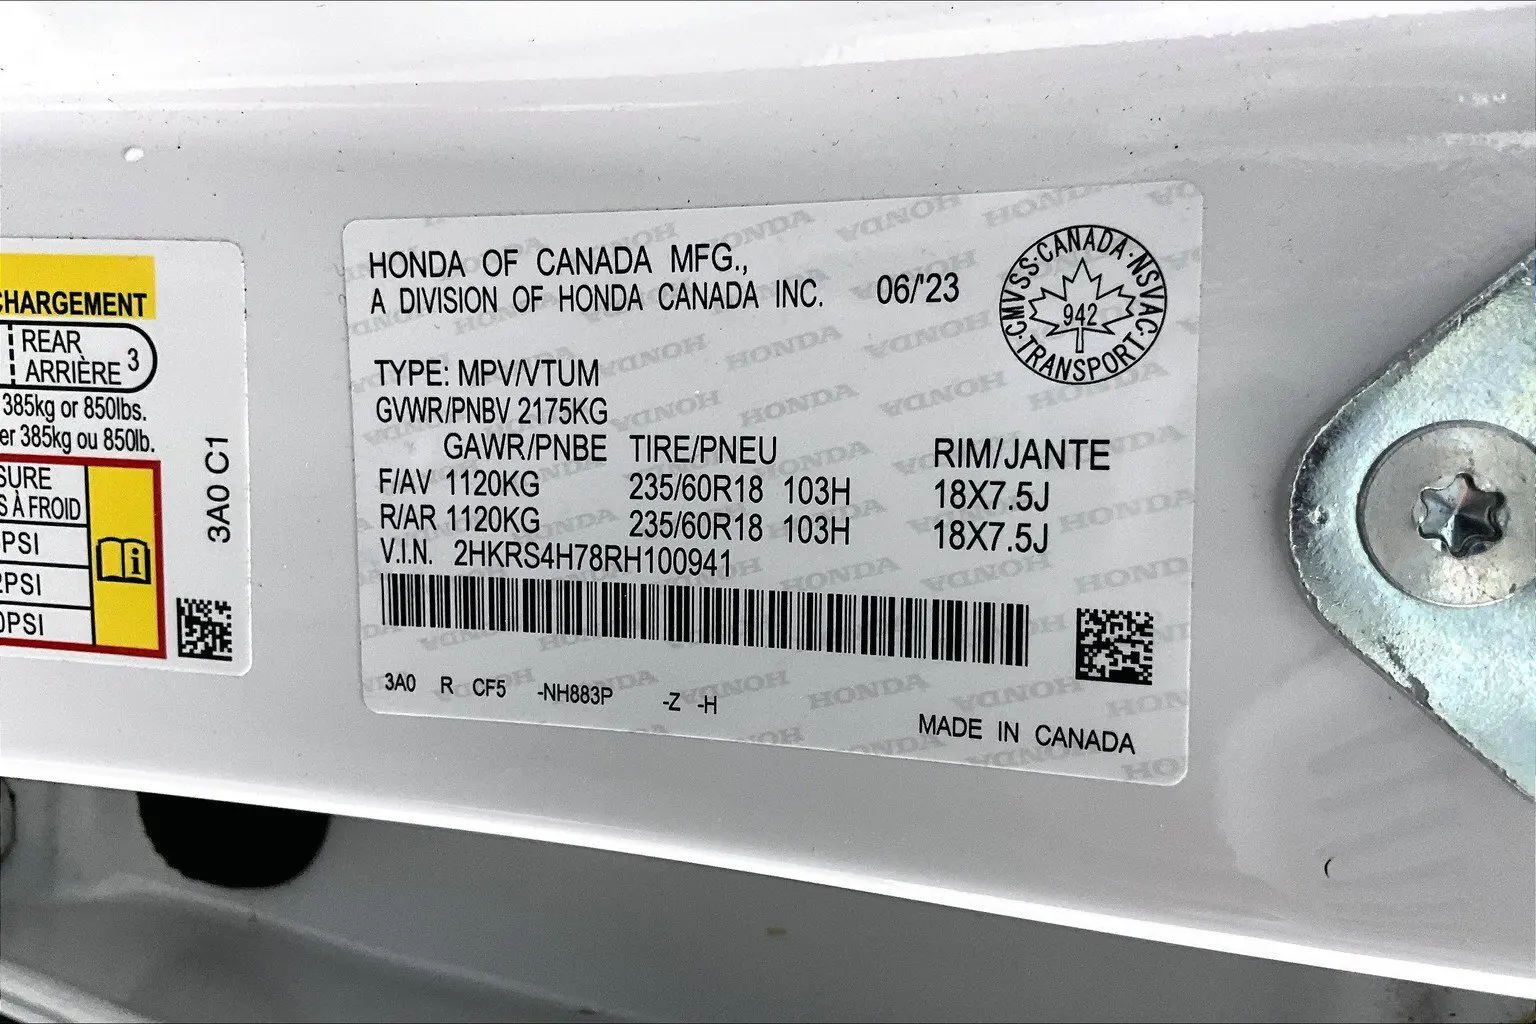 CHARGEMENT
REAR
ARRIÈRE 3
385kg or 850lbs.
er 385kg ou 850lb.
SURE
S À FROID
PSI
2PSI
0PSI
3A0 C1
HONDA OF CANADA MFG.,
A DIVISION OF HONDA CANADA INC. 06/'23
CMVSS·CANADA·NSVAC·TRANSPORT·
942
TYPE: MPV/VTUM
GVWR/PNBV 2175KG
GAWR/PNBE TIRE/PNEU RIM/JANTE
F/AV 1120KG 235/60R18 103H 18X7.5J
R/AR 1120KG 235/60R18 103H 18X7.5J
V.I.N. 2HKRS4H78RH100941
3A0 R CF5 -NH883P -Z -H
MADE IN CANADA